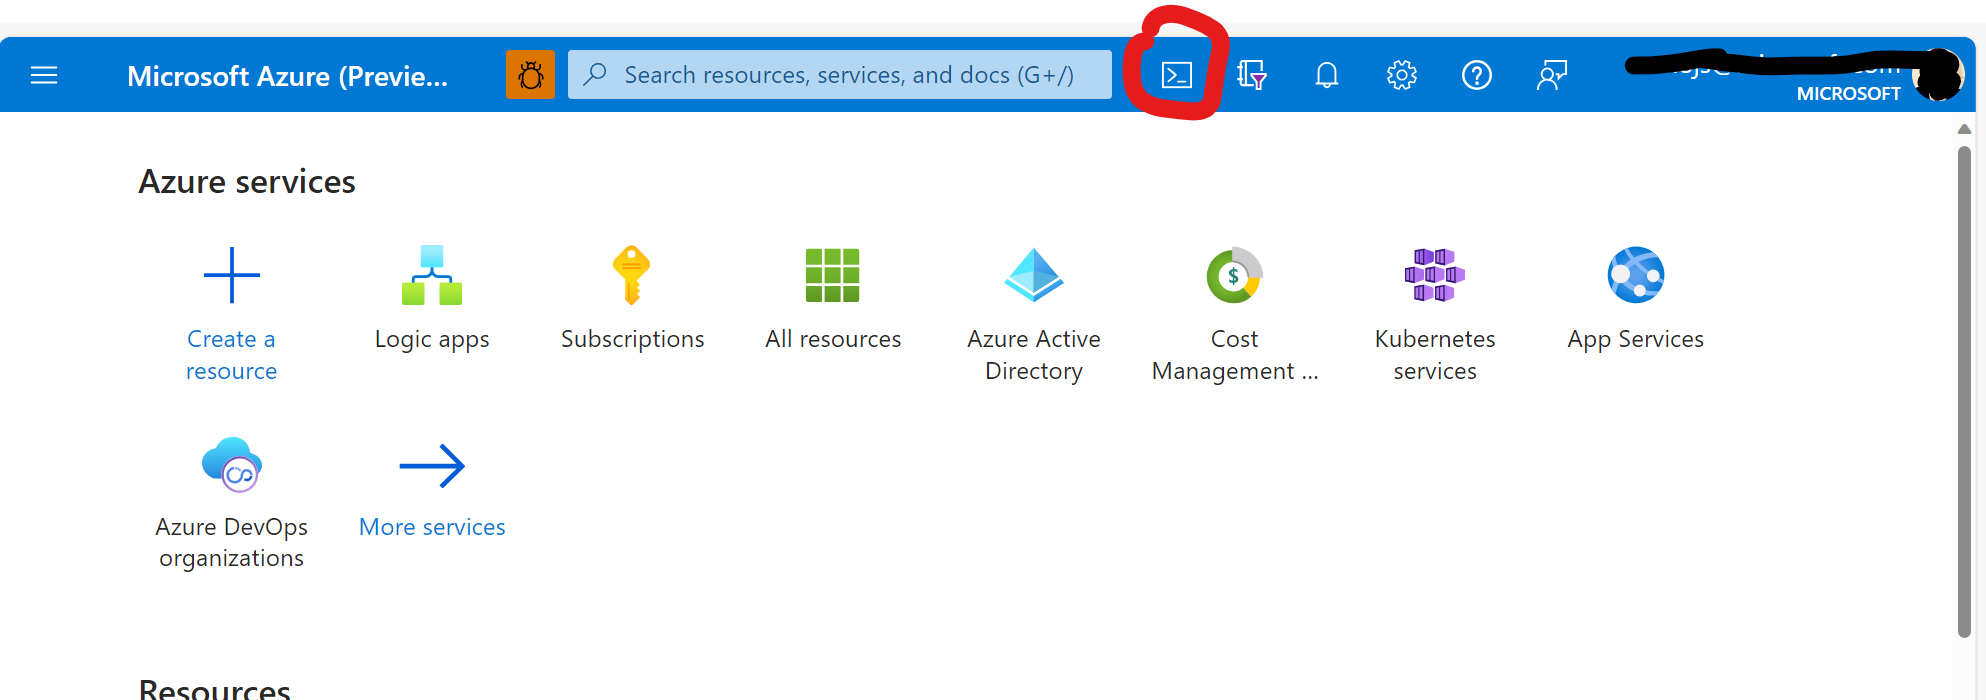 Microsoft Azure (Previe...
Search resources, services, and docs (G+/)
MICROSOFT
Azure services
Create a
resource
Logic apps
Subscriptions
All resources
Azure Active
Directory
Cost
Management ...
Kubernetes
services
App Services
Azure DevOps
organizations
More services
Resources